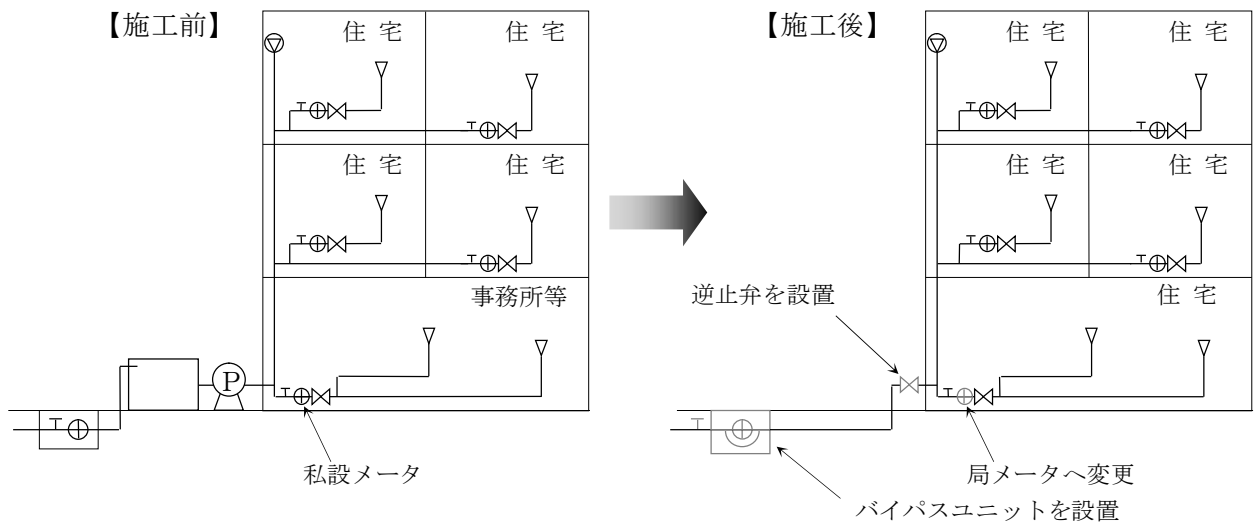 【施工前】
住 宅
住 宅
住 宅
住 宅
事務所等
P
私設メータ
【施工後】
住 宅
住 宅
住 宅
住 宅
住 宅
逆止弁を設置
局メータへ変更
バイパスユニットを設置